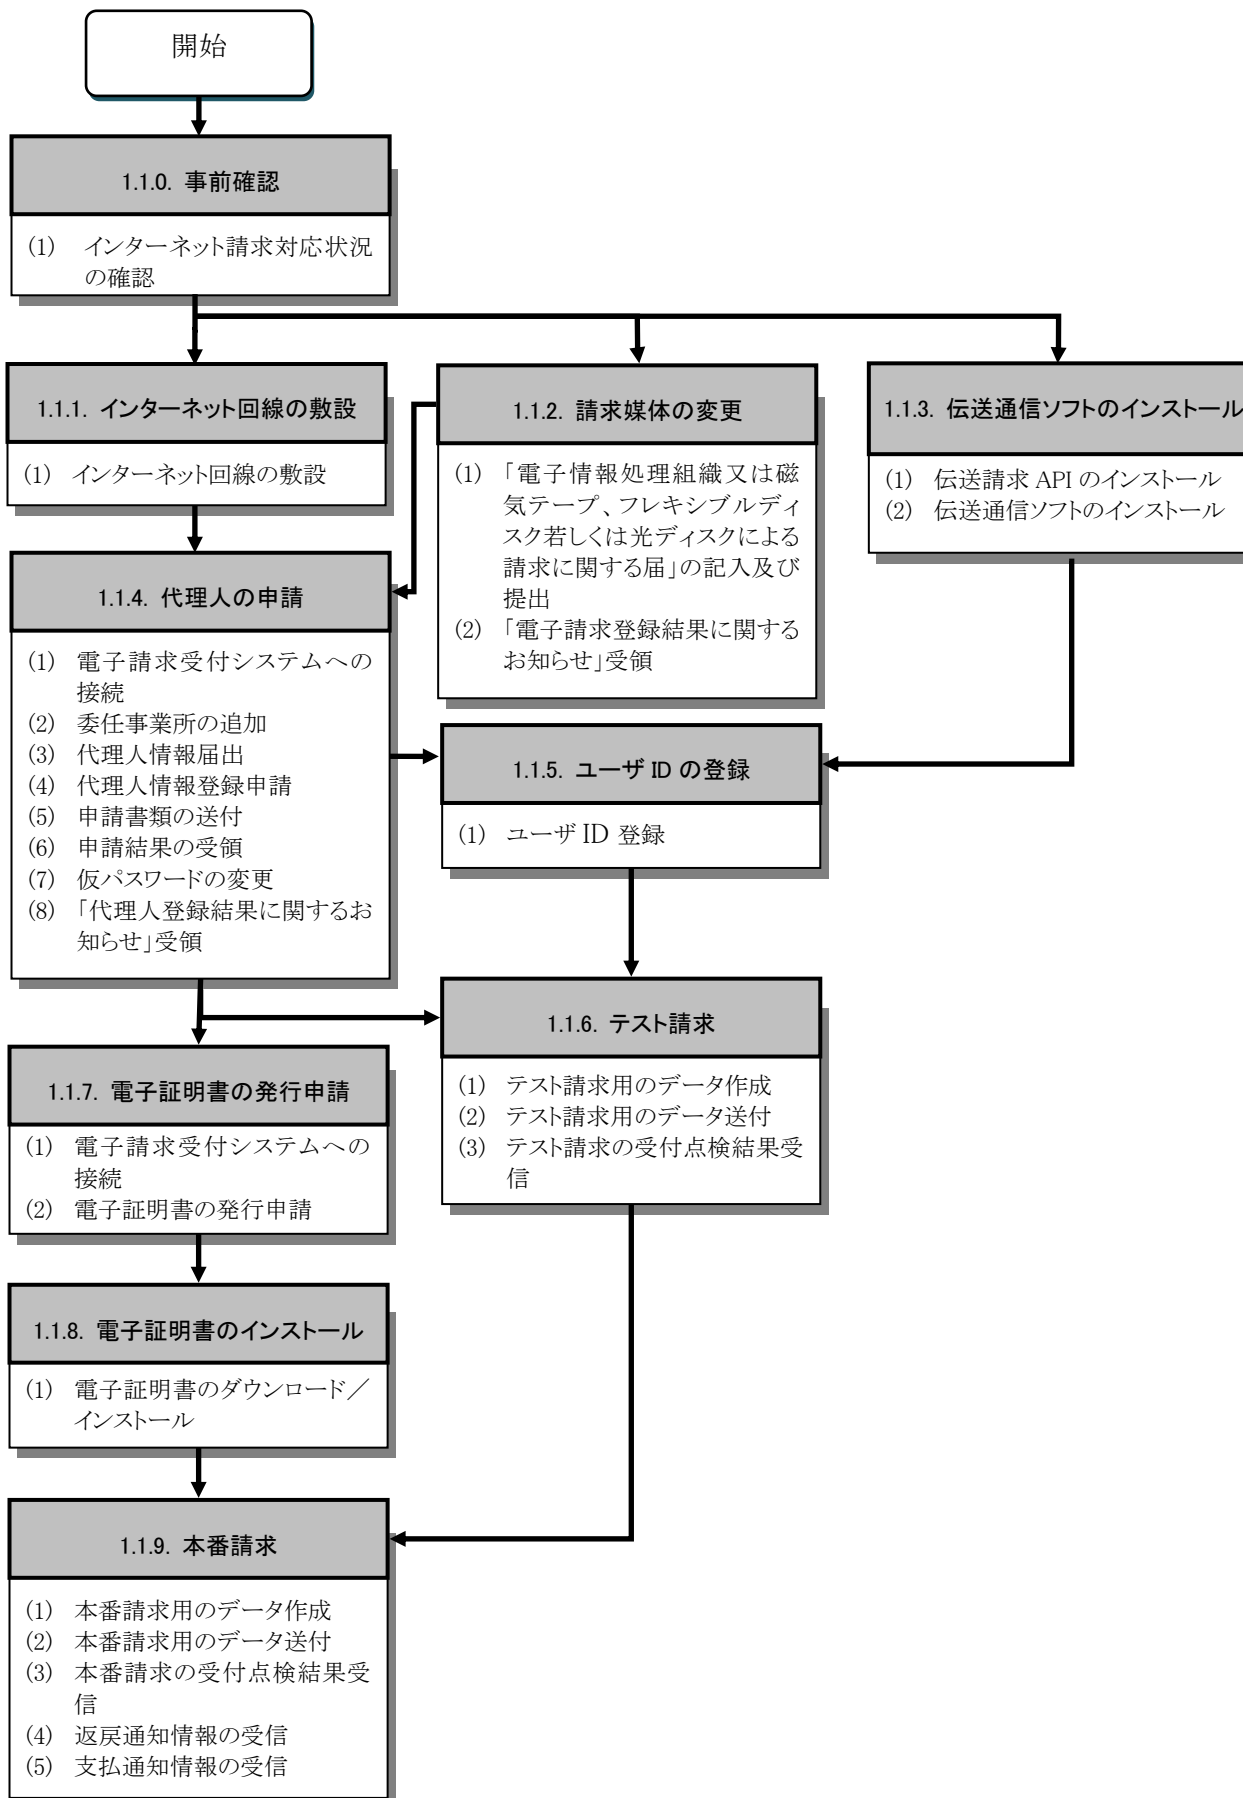 開始
1.1.0. 事前確認
(1) インターネット請求対応状況
の確認
1.1.1. インターネット回線の敷設
(1) インターネット回線の敷設
1.1.2. 請求媒体の変更
(1) 「電子情報処理組織又は磁
気テープ、フレキシブルディ
スク若しくは光ディスクによる
請求に関する届」の記入及び
提出
(2) 「電子請求登録結果に関する
お知らせ」受領
1.1.3. 伝送通信ソフトのインストール
(1) 伝送請求 API のインストール
(2) 伝送通信ソフトのインストール
1.1.4. 代理人の申請
(1) 電子請求受付システムへの
接続
(2) 委任事業所の追加
(3) 代理人情報届出
(4) 代理人情報登録申請
(5) 申請書類の送付
(6) 申請結果の受領
(7) 仮パスワードの変更
(8) 「代理人登録結果に関するお
知らせ」受領
1.1.5. ユーザ ID の登録
(1) ユーザ ID 登録
1.1.6. テスト請求
(1) テスト請求用のデータ作成
(2) テスト請求用のデータ送付
(3) テスト請求の受付点検結果受
信
1.1.7. 電子証明書の発行申請
(1) 電子請求受付システムへの
接続
(2) 電子証明書の発行申請
1.1.8. 電子証明書のインストール
(1) 電子証明書のダウンロード／
インストール
1.1.9. 本番請求
(1) 本番請求用のデータ作成
(2) 本番請求用のデータ送付
(3) 本番請求の受付点検結果受
信
(4) 返戻通知情報の受信
(5) 支払通知情報の受信